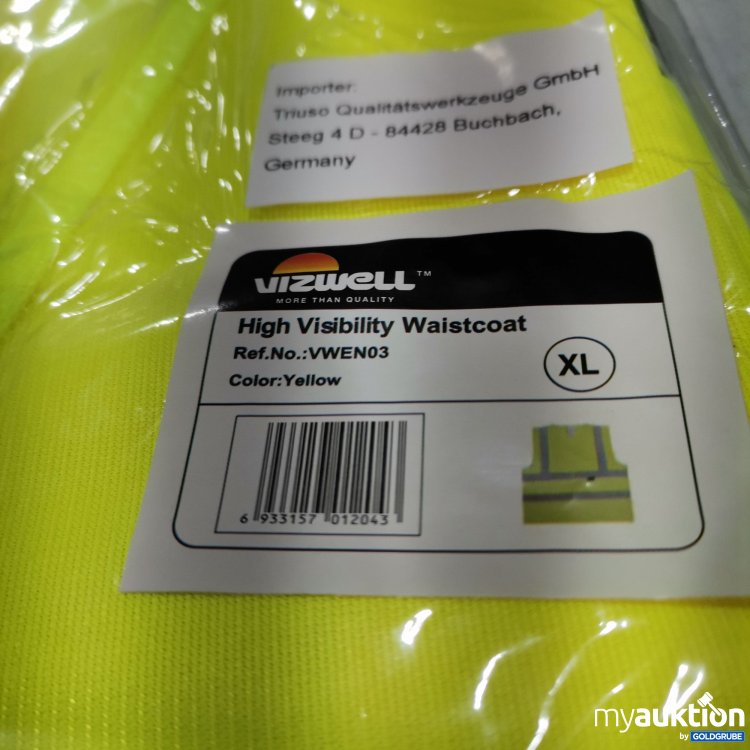 Importer:
Triuso Qualitätswerkzeuge GmbH
Steeg 4 D - 84428 Buchbach,
Germany
VIZWELL™
MORE THAN QUALITY
High Visibility Waistcoat
Ref.No.:VWEN03
Color:Yellow
XL
6 933157 012043
myauktion
by GOLDGRUBE